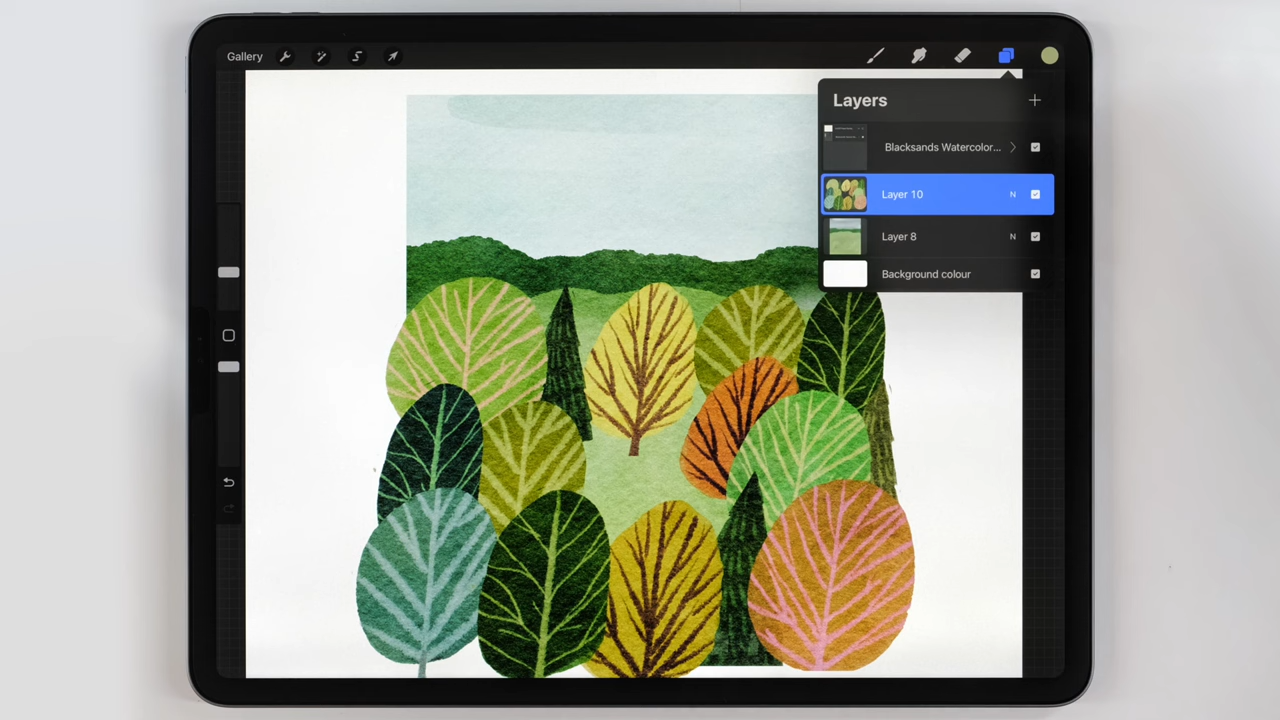 Gallery
Layers
Blacksands Watercolor...
Layer 10
N
Layer 8
N
Background colour